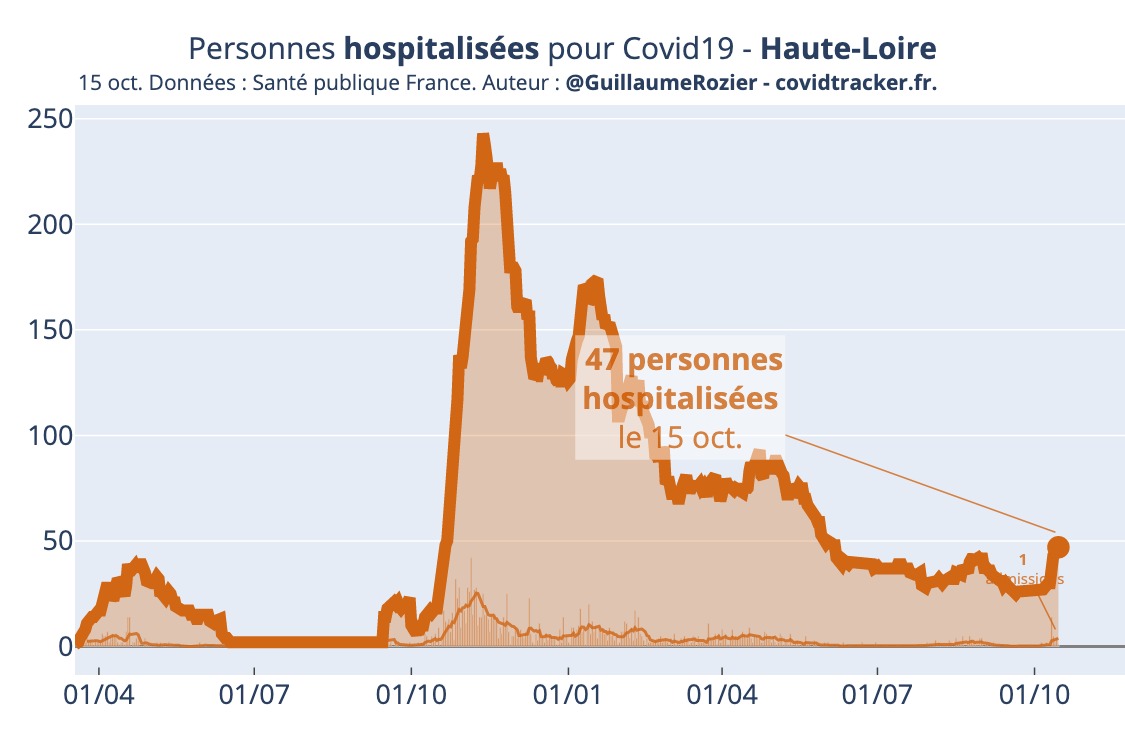 Personnes hospitalisées pour Covid19 - Haute-Loire
15 oct. Données : Santé publique France. Auteur : @GuillaumeRozier - covidtracker.fr.
250
200
150
100
50
0
47 personnes
hospitalisées
le 15 oct.
1
admissions
01/04
01/07
01/10
01/01
01/04
01/07
01/10